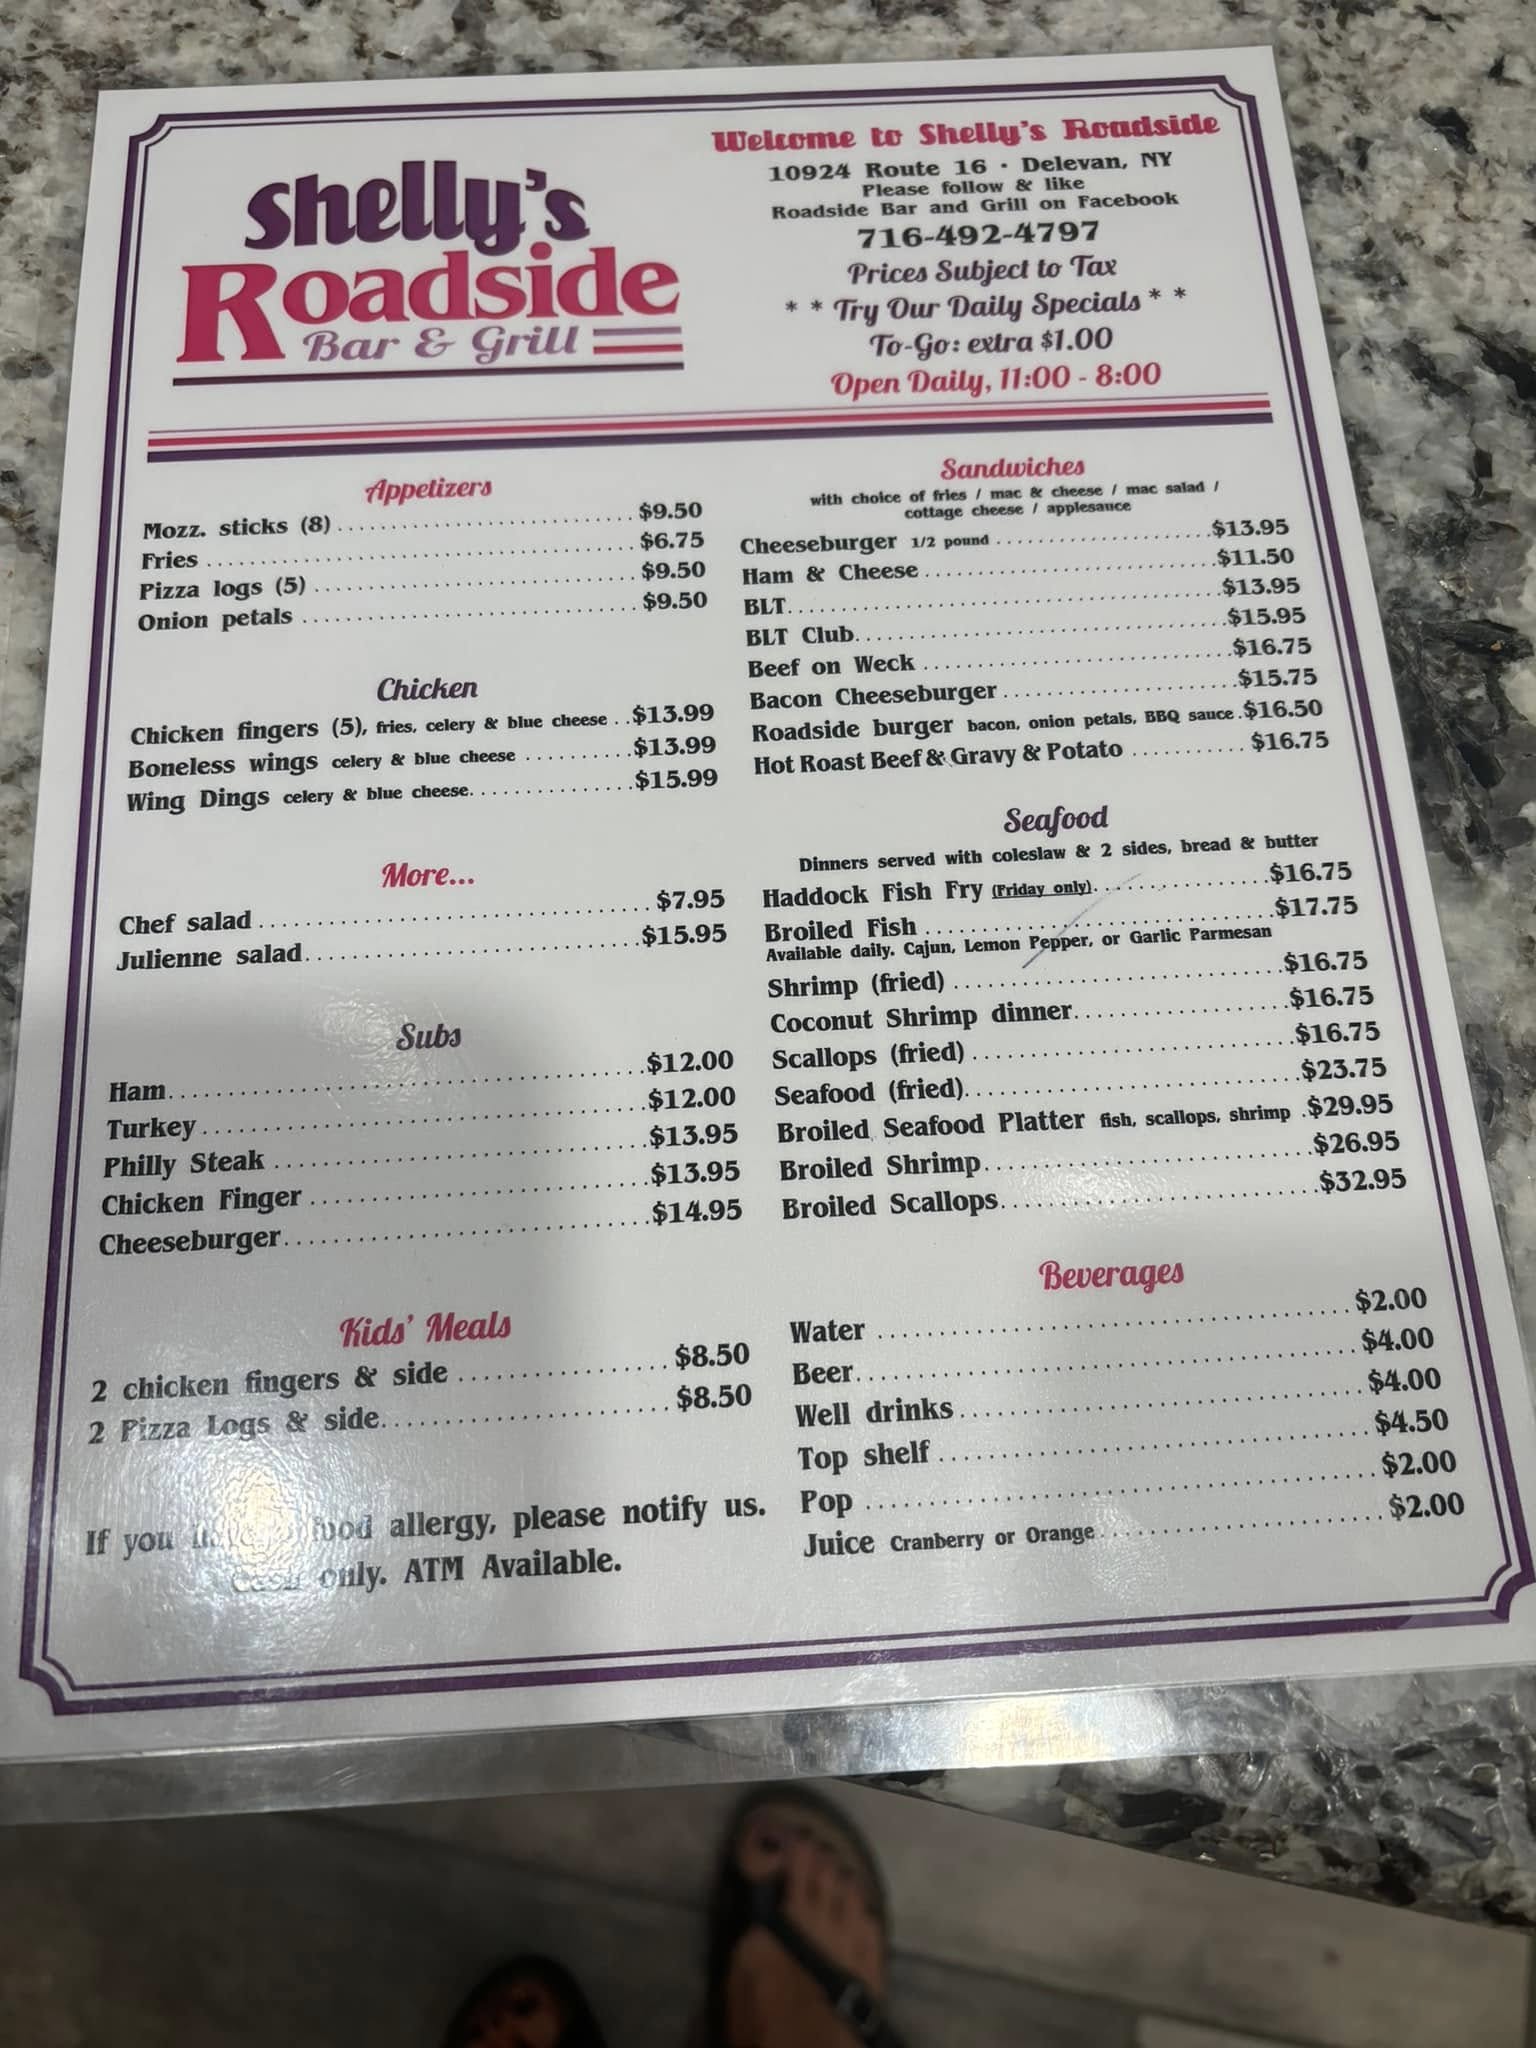 Shelly's
Roadside
Bar & Grill
Welcome to Shelly's Roadside
10924 Route 16 · Delevan, NY
Please follow & like
Roadside Bar and Grill on Facebook
716-492-4797
Prices Subject to Tax
* * Try Our Daily Specials * *
To-Go: extra $1.00
Open Daily, 11:00 - 8:00
Appetizers
Mozz. sticks (8) $9.50
Fries $6.75
Pizza logs (5) $9.50
Onion petals $9.50
Chicken
Chicken fingers (5), fries, celery & blue cheese $13.99
Boneless wings celery & blue cheese $13.99
Wing Dings celery & blue cheese $15.99
More...
Chef salad $7.95
Julienne salad $15.95
Subs
Ham $12.00
Turkey $12.00
Philly Steak $13.95
Chicken Finger $13.95
Cheeseburger $14.95
Kids' Meals
2 chicken fingers & side $8.50
2 Pizza Logs & side $8.50
If you food allergy, please notify us.
Cash only. ATM Available.
Sandwiches
with choice of fries / mac & cheese / mac salad /
cottage cheese / applesauce
Cheeseburger 1/2 pound $13.95
Ham & Cheese $11.50
BLT $13.95
BLT Club $15.95
Beef on Weck $16.75
Bacon Cheeseburger $15.75
Roadside burger bacon, onion petals, BBQ sauce $16.50
Hot Roast Beef & Gravy & Potato $16.75
Seafood
Dinners served with coleslaw & 2 sides, bread & butter
Haddock Fish Fry (Friday only) $16.75
Broiled Fish $17.75
Available daily. Cajun, Lemon Pepper, or Garlic Parmesan
Shrimp (fried) $16.75
Coconut Shrimp dinner $16.75
Scallops (fried) $16.75
Seafood (fried) $23.75
Broiled Seafood Platter fish, scallops, shrimp $29.95
Broiled Shrimp $26.95
Broiled Scallops $32.95
Beverages
Water $2.00
Beer $4.00
Well drinks $4.00
Top shelf $4.50
Pop $2.00
Juice Cranberry or Orange $2.00